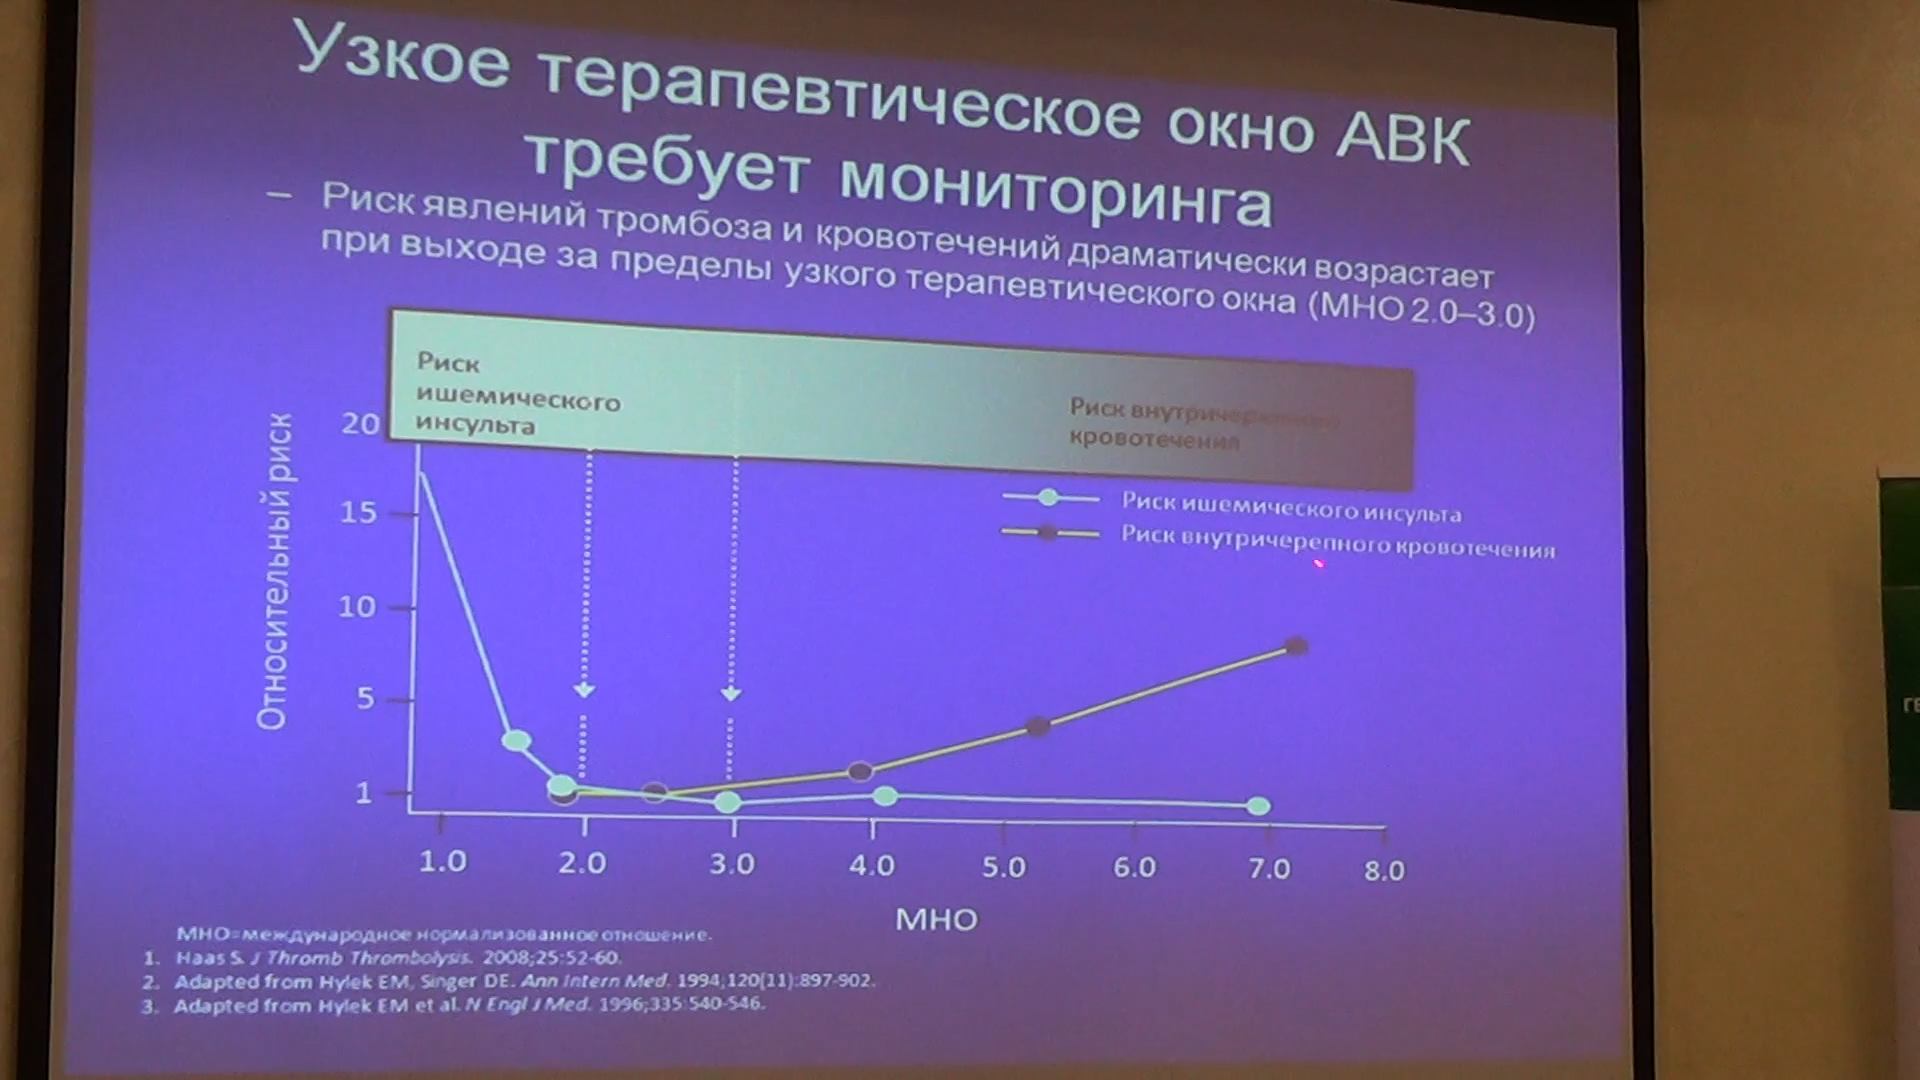 Узкое терапевтическое окно АВК
требует мониторинга
– Риск явлений тромбоза и кровотечений драматически возрастает
при выходе за пределы узкого терапевтического окна (МНО 2.0–3.0)
Риск
ишемического
инсульта
Риск внутричерепного
кровотечения
Относительный риск
20
15
10
5
1
Риск ишемического инсульта
Риск внутричерепного кровотечения
1.0 2.0 3.0 4.0 5.0 6.0 7.0 8.0
МНО
МНО=международное нормализованное отношение.
1. Haas S. J Thromb Thrombolysis. 2008;25:52-60.
2. Adapted from Hylek EM, Singer DE. Ann Intern Med. 1994;120(11):897-902.
3. Adapted from Hylek EM et al. N Engl J Med. 1996;335:540-546.